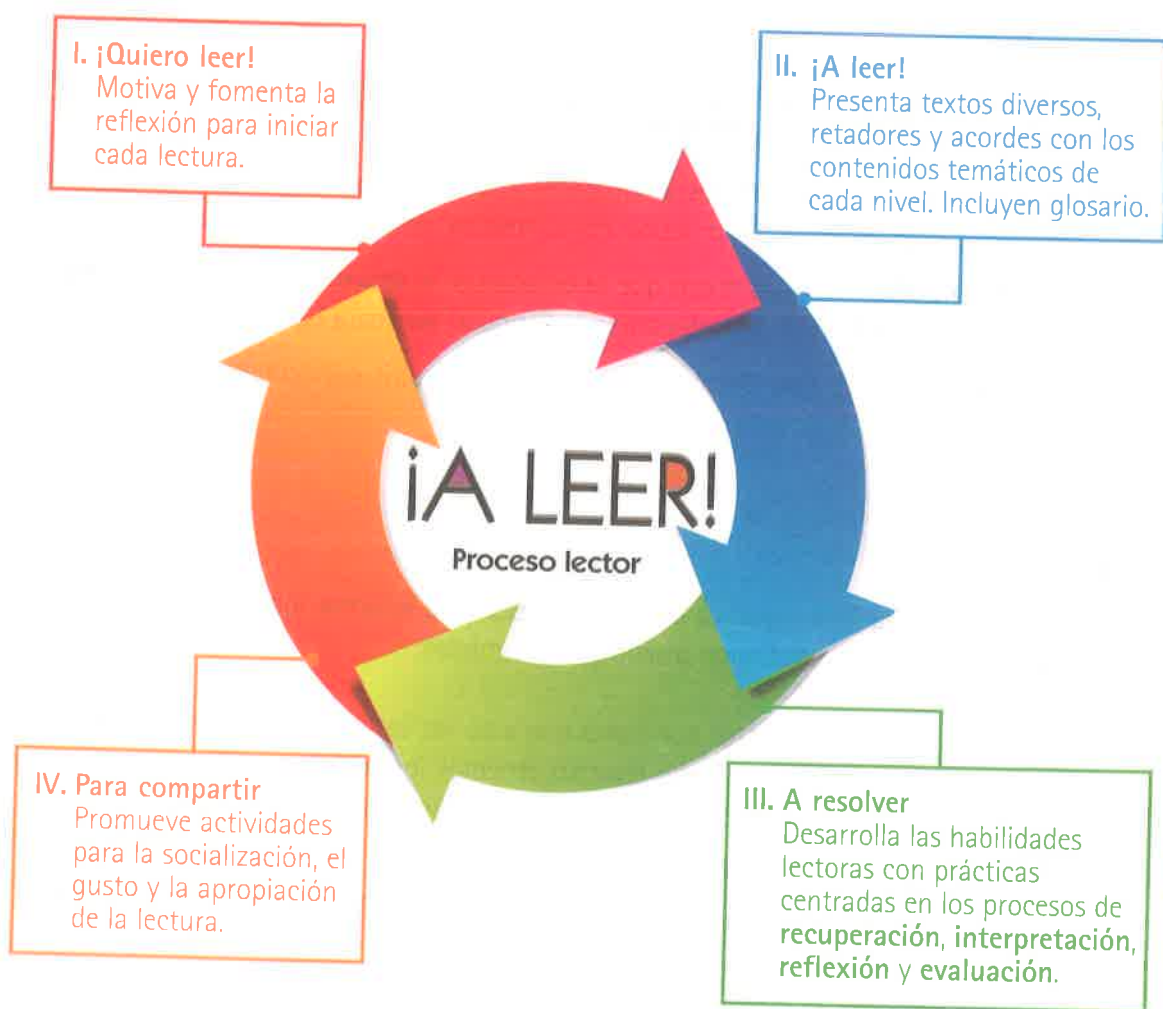 I. ¡Quiero leer!
Motiva y fomenta la
reflexión para iniciar
cada lectura.
II. ¡A leer!
Presenta textos diversos,
retadores y acordes con los
contenidos temáticos de
cada nivel. Incluyen glosario.
¡A LEER!
Proceso lector
IV. Para compartir
Promueve actividades
para la socialización, el
gusto y la apropiación
de la lectura.
III. A resolver
Desarrolla las habilidades
lectoras con prácticas
centradas en los procesos de
recuperación, interpretación,
reflexión y evaluación.